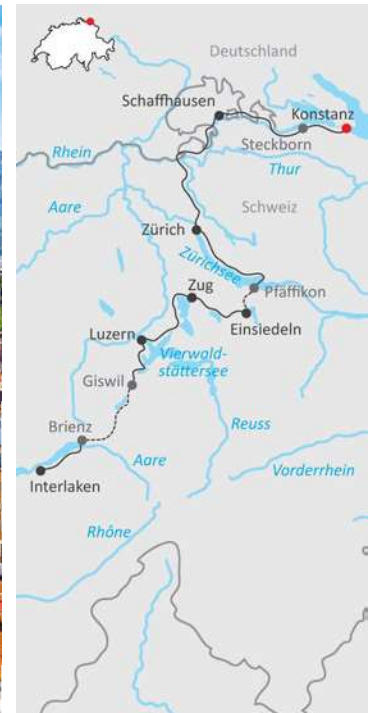 Deutschland
Schaffhausen
Konstanz
Steckborn
Rhein
Thur
Aare
Schweiz
Zürich
Zürichsee
Zug
Pfäffikon
Einsiedeln
Luzern
Vierwald-
stättersee
Giswil
Reuss
Brienz
Aare
Vorderrhein
Interlaken
Rhône